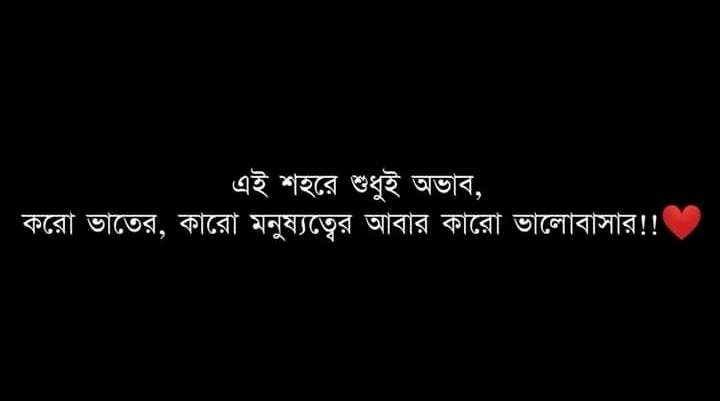 এই শহরে শুধুই অভাব,
করো ভাতের, কারো মনুষ্যত্বের আবার কারো ভালোবাসার!!❤️